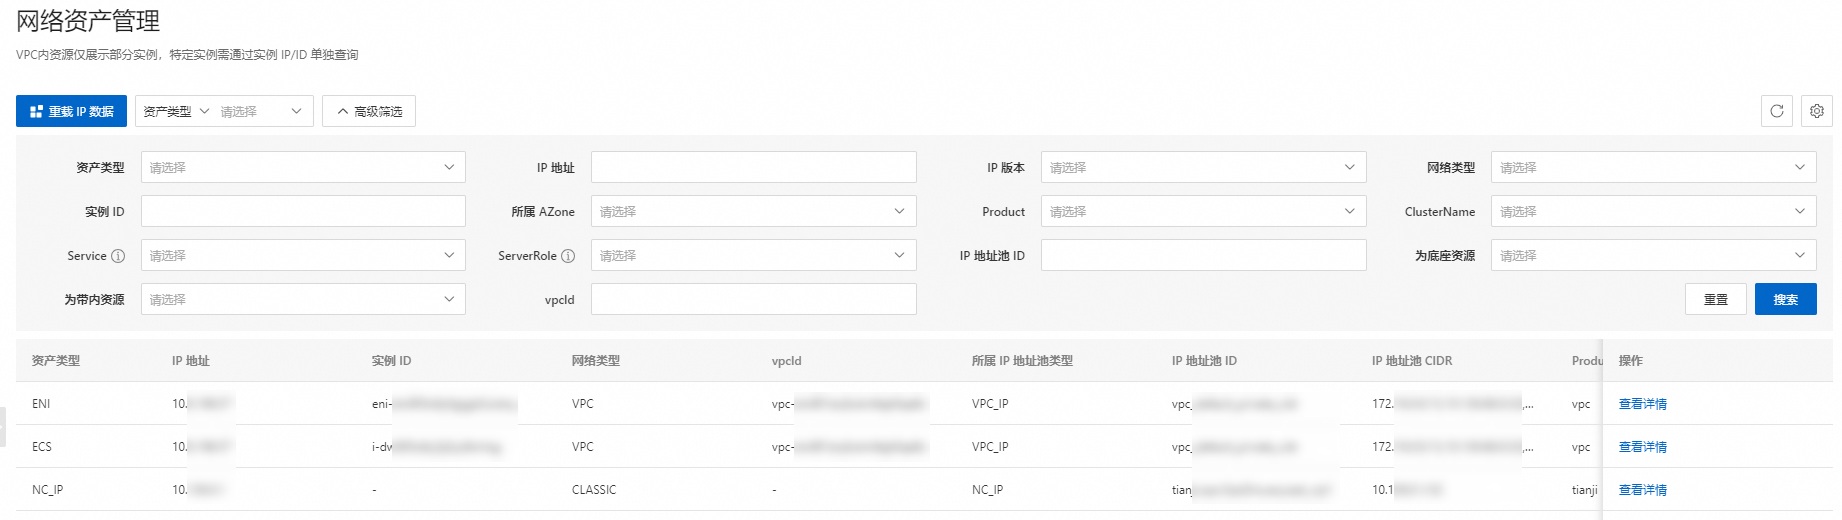 网络资产管理
VPC内资源仅展示部分实例，特定实例需通过实例 IP/ID 单独查询
重载 IP 数据 资产类型 请选择 高级筛选
资产类型 请选择 IP 地址 IP 版本 请选择 网络类型 请选择
实例 ID 所属 AZone 请选择 Product 请选择 ClusterName 请选择
Service 请选择 ServerRole 请选择 IP 地址池 ID 为底座资源 请选择
为带内资源 请选择 vpcId 重置 搜索
资产类型 IP 地址 实例 ID 网络类型 vpcId 所属 IP 地址池类型 IP 地址池 ID IP 地址池 CIDR Produ 操作
ENI 10. eni- VPC vpc- VPC_IP vpc_ 172. ,... vpc 查看详情
ECS 10. i-dw VPC vpc- VPC_IP vpc_ 172. ,... vpc 查看详情
NC_IP 10. - CLASSIC - NC_IP tian 10.1 tianji 查看详情